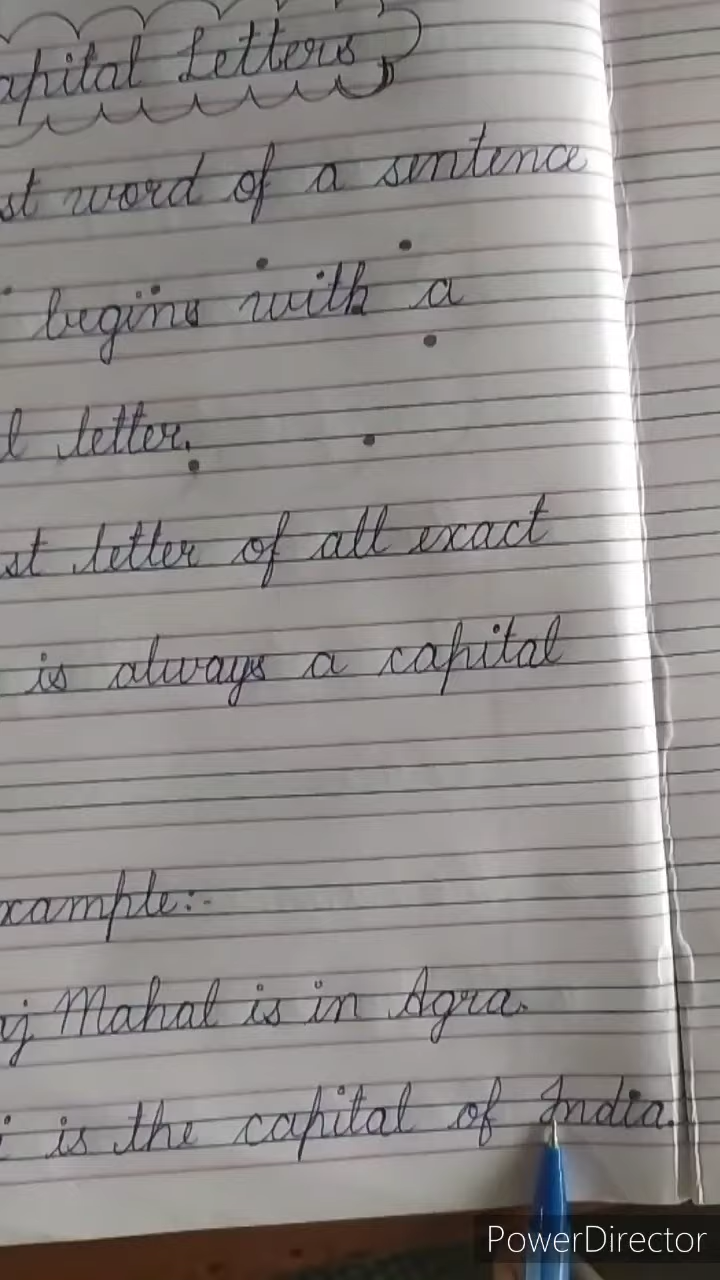 apital Letters
st word of a sentence
begins with a
l letter.
st letter of all exact
is always a capital
xample:-
aj Mahal is in Agra.
i is the capital of India.
PowerDirector